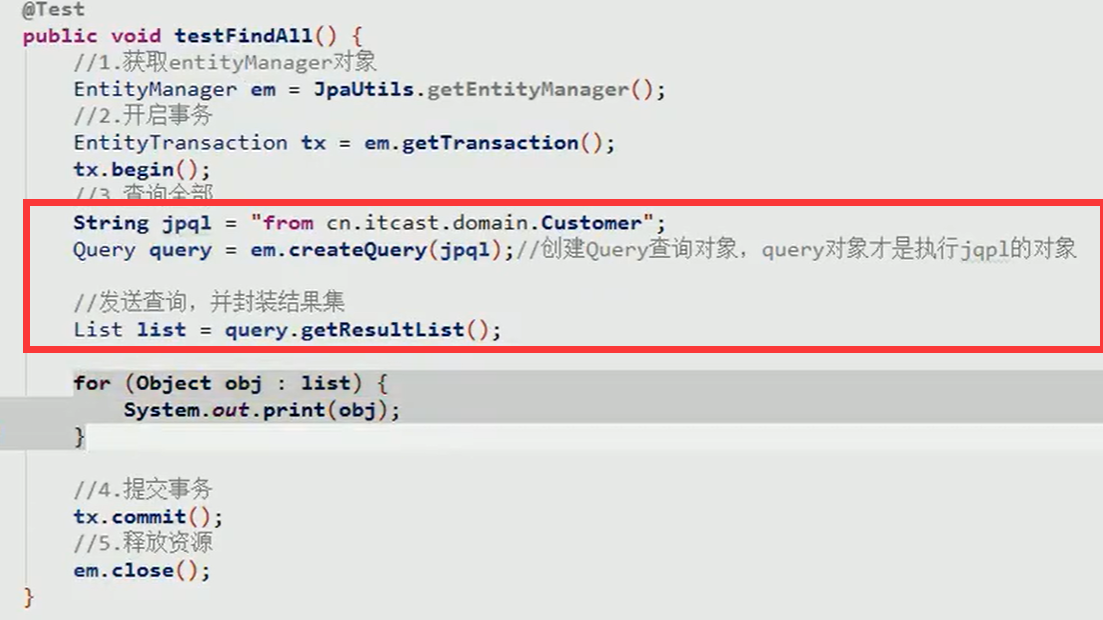 @Test
public void testFindAll() {
//1.获取entityManager对象
EntityManager em = JpaUtils.getEntityManager();
//2.开启事务
EntityTransaction tx = em.getTransaction();
tx.begin();
//3.查询全部
String jpql = "from cn.itcast.domain.Customer";
Query query = em.createQuery(jpql);//创建Query查询对象，query对象才是执行jqpl的对象
//发送查询，并封装结果集
List list = query.getResultList();
for (Object obj : list) {
System.out.print(obj);
}
//4.提交事务
tx.commit();
//5.释放资源
em.close();
}